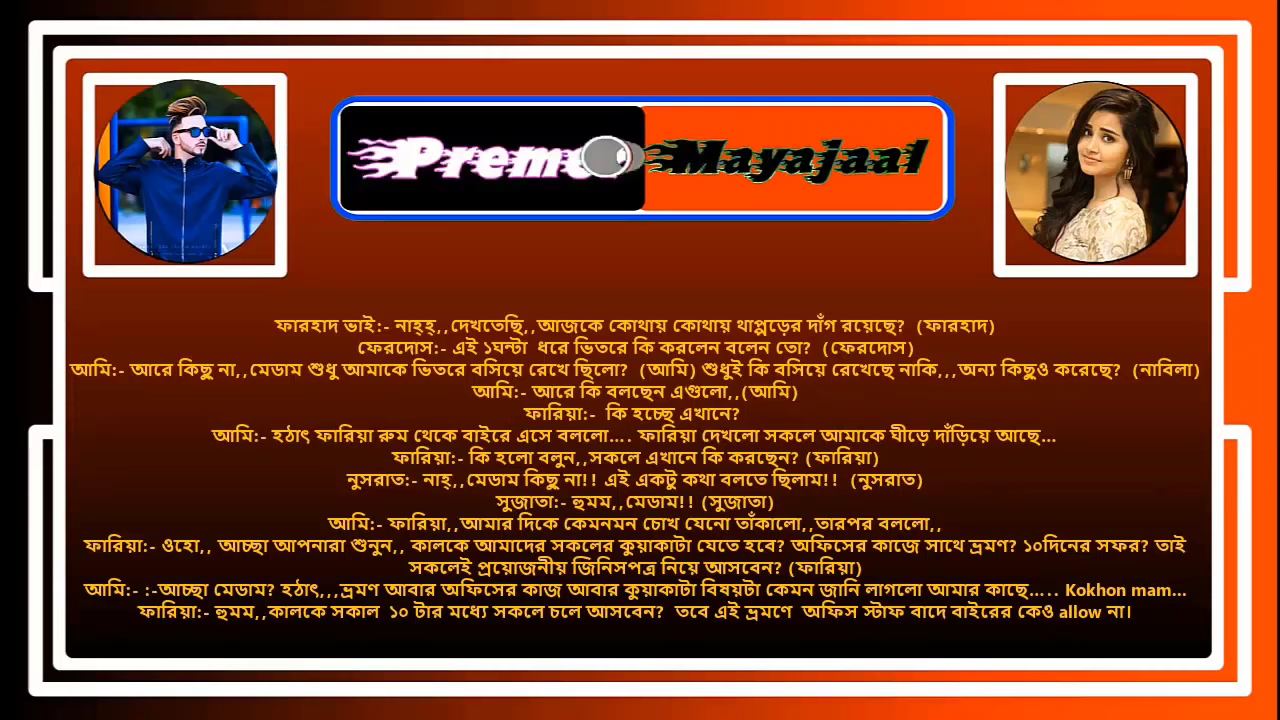 Preme Mayajaal
ফারহাদ ভাই:- নাহ্হ্,,দেখতেছি,,আজকে কোথায় কোথায় থাপ্পড়ের দাঁগ রয়েছে? (ফারহাদ)
ফেরদোস:- এই ১ঘন্টা ধরে ভিতরে কি করলেন বলেন তো? (ফেরদোস)
আমি:- আরে কিছু না,,মেডাম শুধু আমাকে ভিতরে বসিয়ে রেখে ছিলো? (আমি) শুধুই কি বসিয়ে রেখেছে নাকি,,,অন্য কিছুও করেছে? (নাবিলা)
আমি:- আরে কি বলছেন এগুলো,,(আমি)
ফারিয়া:- কি হচ্ছে এখানে?
আমি:- হঠাৎ ফারিয়া রুম থেকে বাইরে এসে বললো.... ফারিয়া দেখলো সকলে আমাকে ঘীড়ে দাঁড়িয়ে আছে...
ফারিয়া:- কি হলো বলুন,,সকলে এখানে কি করছেন? (ফারিয়া)
নুসরাত:- নাহ্,,মেডাম কিছু না!! এই একটু কথা বলতে ছিলাম!! (নুসরাত)
সুজাতা:- হুমম,,মেডাম!! (সুজাতা)
আমি:- ফারিয়া,,আমার দিকে কেমনমন চোখ যেনো তাঁকালো,,তারপর বললো,,
ফারিয়া:- ওহো,, আচ্ছা আপনারা শুনুন,, কালকে আমাদের সকলের কুয়াকাটা যেতে হবে? অফিসের কাজে সাথে ভ্রমণ? ১০দিনের সফর? তাই
সকলেই প্রয়োজনীয় জিনিসপত্র নিয়ে আসবেন? (ফারিয়া)
আমি:- :-আচ্ছা মেডাম? হঠাৎ,,,ভ্রমণ আবার অফিসের কাজ আবার কুয়াকাটা বিষয়টা কেমন জানি লাগলো আমার কাছে..... Kokhon mam...
ফারিয়া:- হুমম,,কালকে সকাল ১০ টার মধ্যে সকলে চলে আসবেন? তবে এই ভ্রমণে অফিস স্টাফ বাদে বাইরের কেও allow না।